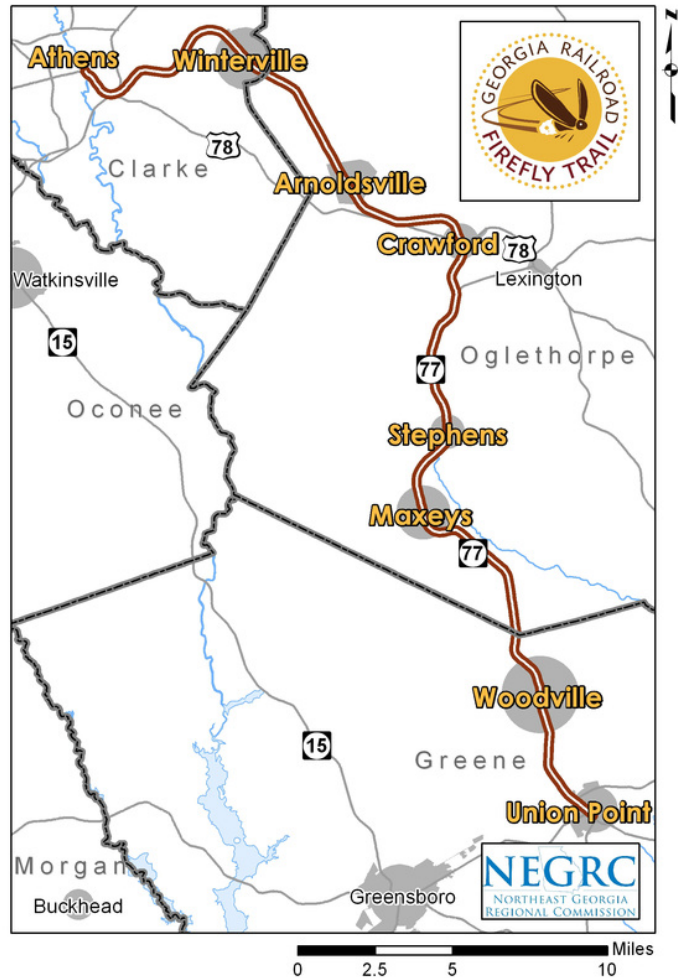 N
GEORGIA RAILROAD
FIREFLY TRAIL
Athens
Winterville
78
Clarke
Arnoldsville
Crawford
78
Lexington
Watkinsville
15
77
Oglethorpe
Oconee
Stephens
Maxeys
77
Woodville
15
Greene
Union Point
Morgan
Buckhead
Greensboro
NEGRC
NORTHEAST GEORGIA
REGIONAL COMMISSION
Miles
0 2.5 5 10